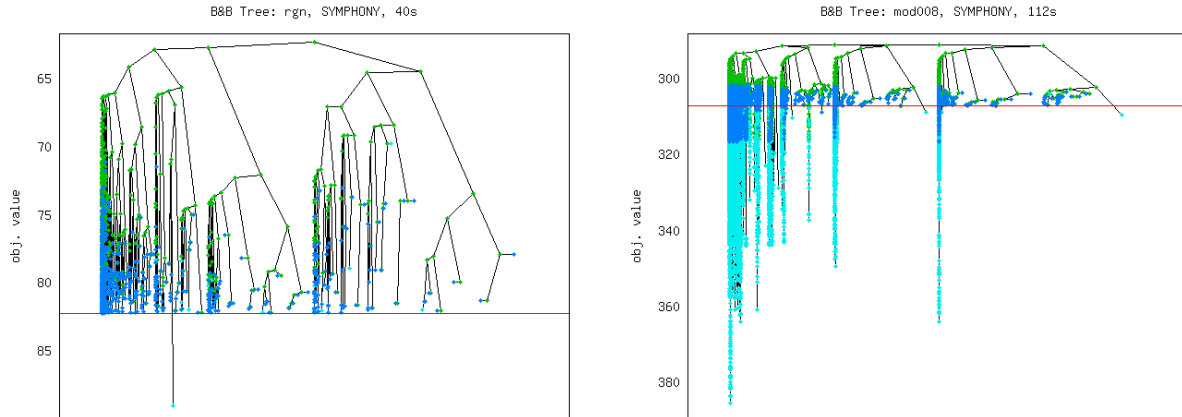 B&B Tree: rgn, SYMPHONY, 40s
65
70
75
80
85
obj. value
B&B Tree: mod008, SYMPHONY, 112s
300
320
340
360
380
obj. value